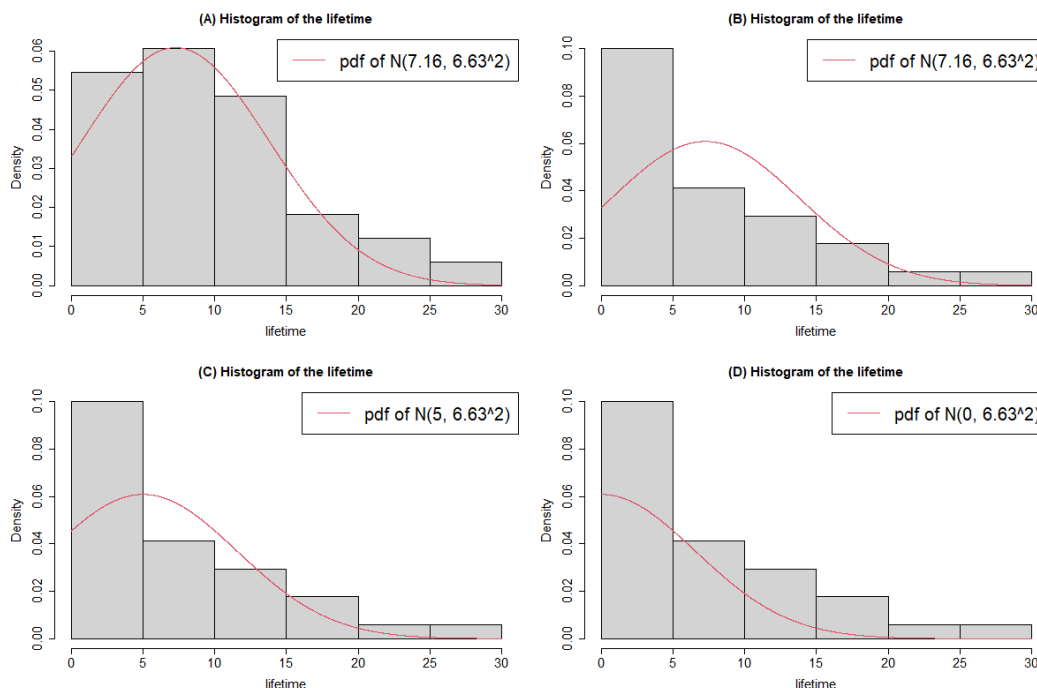 (A) Histogram of the lifetime
pdf of N(7.16, 6.63^2)
Density
0.00
0.01
0.02
0.03
0.04
0.05
0.06
0 5 10 15 20 25 30
lifetime
(B) Histogram of the lifetime
pdf of N(7.16, 6.63^2)
Density
0.00
0.02
0.04
0.06
0.08
0.10
0 5 10 15 20 25 30
lifetime
(C) Histogram of the lifetime
pdf of N(5, 6.63^2)
Density
0.00
0.02
0.04
0.06
0.08
0.10
0 5 10 15 20 25 30
lifetime
(D) Histogram of the lifetime
pdf of N(0, 6.63^2)
Density
0.00
0.02
0.04
0.06
0.08
0.10
0 5 10 15 20 25 30
lifetime